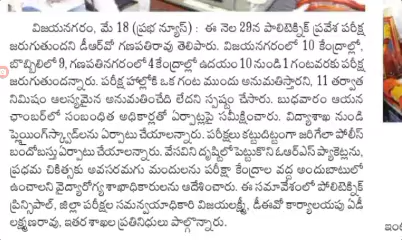 విజయనగరం, మే 18 (ప్రభ న్యూస్) : ఈ నెల 29న పాలిటెక్నిక్ ప్రవేశ పరీక్ష
జరుగుతుందని డీఆర్వో గణపతిరావు తెలిపారు. విజయనగరంలో 10 కేంద్రాల్లో,
బొబ్బిలిలో 9, గజపతినగరంలో 4 కేంద్రాల్లో ఉదయం 10 నుండి 1 గంటవరకు పరీక్ష
జరుగుతుందన్నారు. పరీక్ష హాల్లోకి ఒక గంట ముందు అనుమతిస్తారని, 11 తర్వాత
నిమిషం ఆలస్యమైన అనుమతించేది లేదని స్పష్టం చేసారు. బుధవారం ఆయన
ఛాంబర్‌లో సంబంధిత అధికారులతో ఏర్పాట్లపై సమీక్షించారు. విద్యాశాఖ నుండి
ఫ్లైయింగ్‌స్క్వాడ్‌లను ఏర్పాటు చేయాలన్నారు. పరీక్షలు కట్టుదిట్టంగా జరిగేలా పోలీస్
బందోబస్తు ఏర్పాటు చేయాలన్నారు. వేసవిని దృష్టిలో పెట్టుకొని ఓఆర్ఎస్ ప్యాకెట్లను,
ప్రథమ చికిత్సకు అవసరమగు మందులను పరీక్షా కేంద్రాల వద్ద అందుబాటులో
ఉంచాలని వైద్యారోగ్య శాఖాధికారులను ఆదేశించారు. ఈ సమావేశంలో పోలిటెక్నిక్
ప్రిన్సిపాల్, జిల్లా పరీక్షల సమన్వయాధికారి విజయలక్ష్మీ, డీఈవో కార్యాలయపు ఏడీ
లక్ష్మణరావు, ఇతర శాఖల ప్రతినిధులు పాల్గొన్నారు.